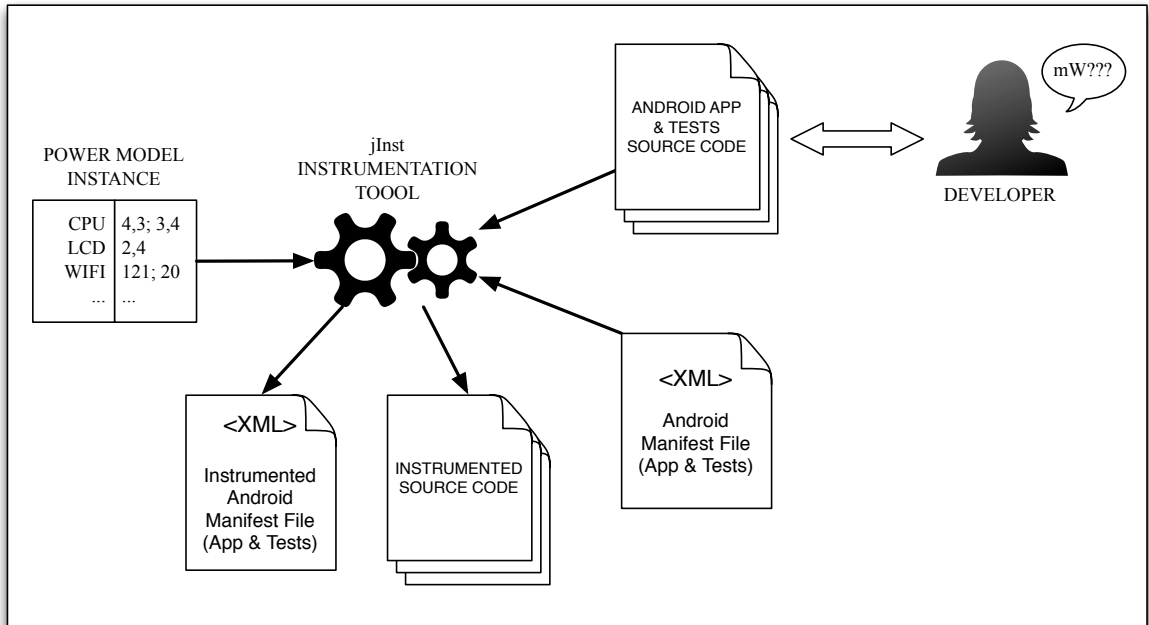 mW???
ANDROID APP
& TESTS
SOURCE CODE
DEVELOPER
POWER MODEL
INSTANCE
CPU 4,3; 3,4
LCD 2,4
WIFI 121; 20
... ...
jInst
INSTRUMENTATION
TOOOL
<XML>
Android
Manifest File
(App & Tests)
<XML>
Instrumented
Android
Manifest File
(App & Tests)
INSTRUMENTED
SOURCE CODE